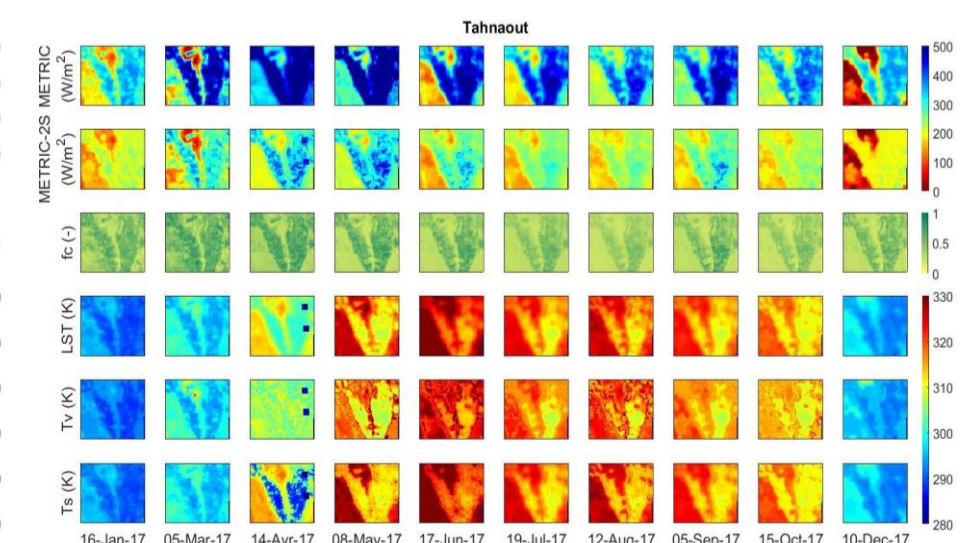 Tahnaout
METRIC
(W/m²)
500
400
300
METRIC-2S
(W/m²)
200
100
0
fc (-)
1
0.5
0
LST (K)
330
320
Tv (K)
310
300
Ts (K)
290
280
16-Jan-17 05-Mar-17 14-Avr-17 08-May-17 17-Jun-17 19-Jul-17 12-Aug-17 05-Sep-17 15-Oct-17 10-Dec-17